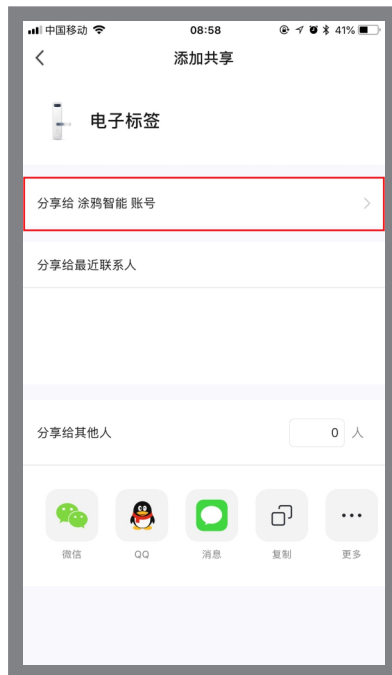 中国移动 08:58 41%
添加共享
电子标签
分享给 涂鸦智能 账号
分享给最近联系人
分享给其他人 0 人
微信 QQ 消息 复制 更多